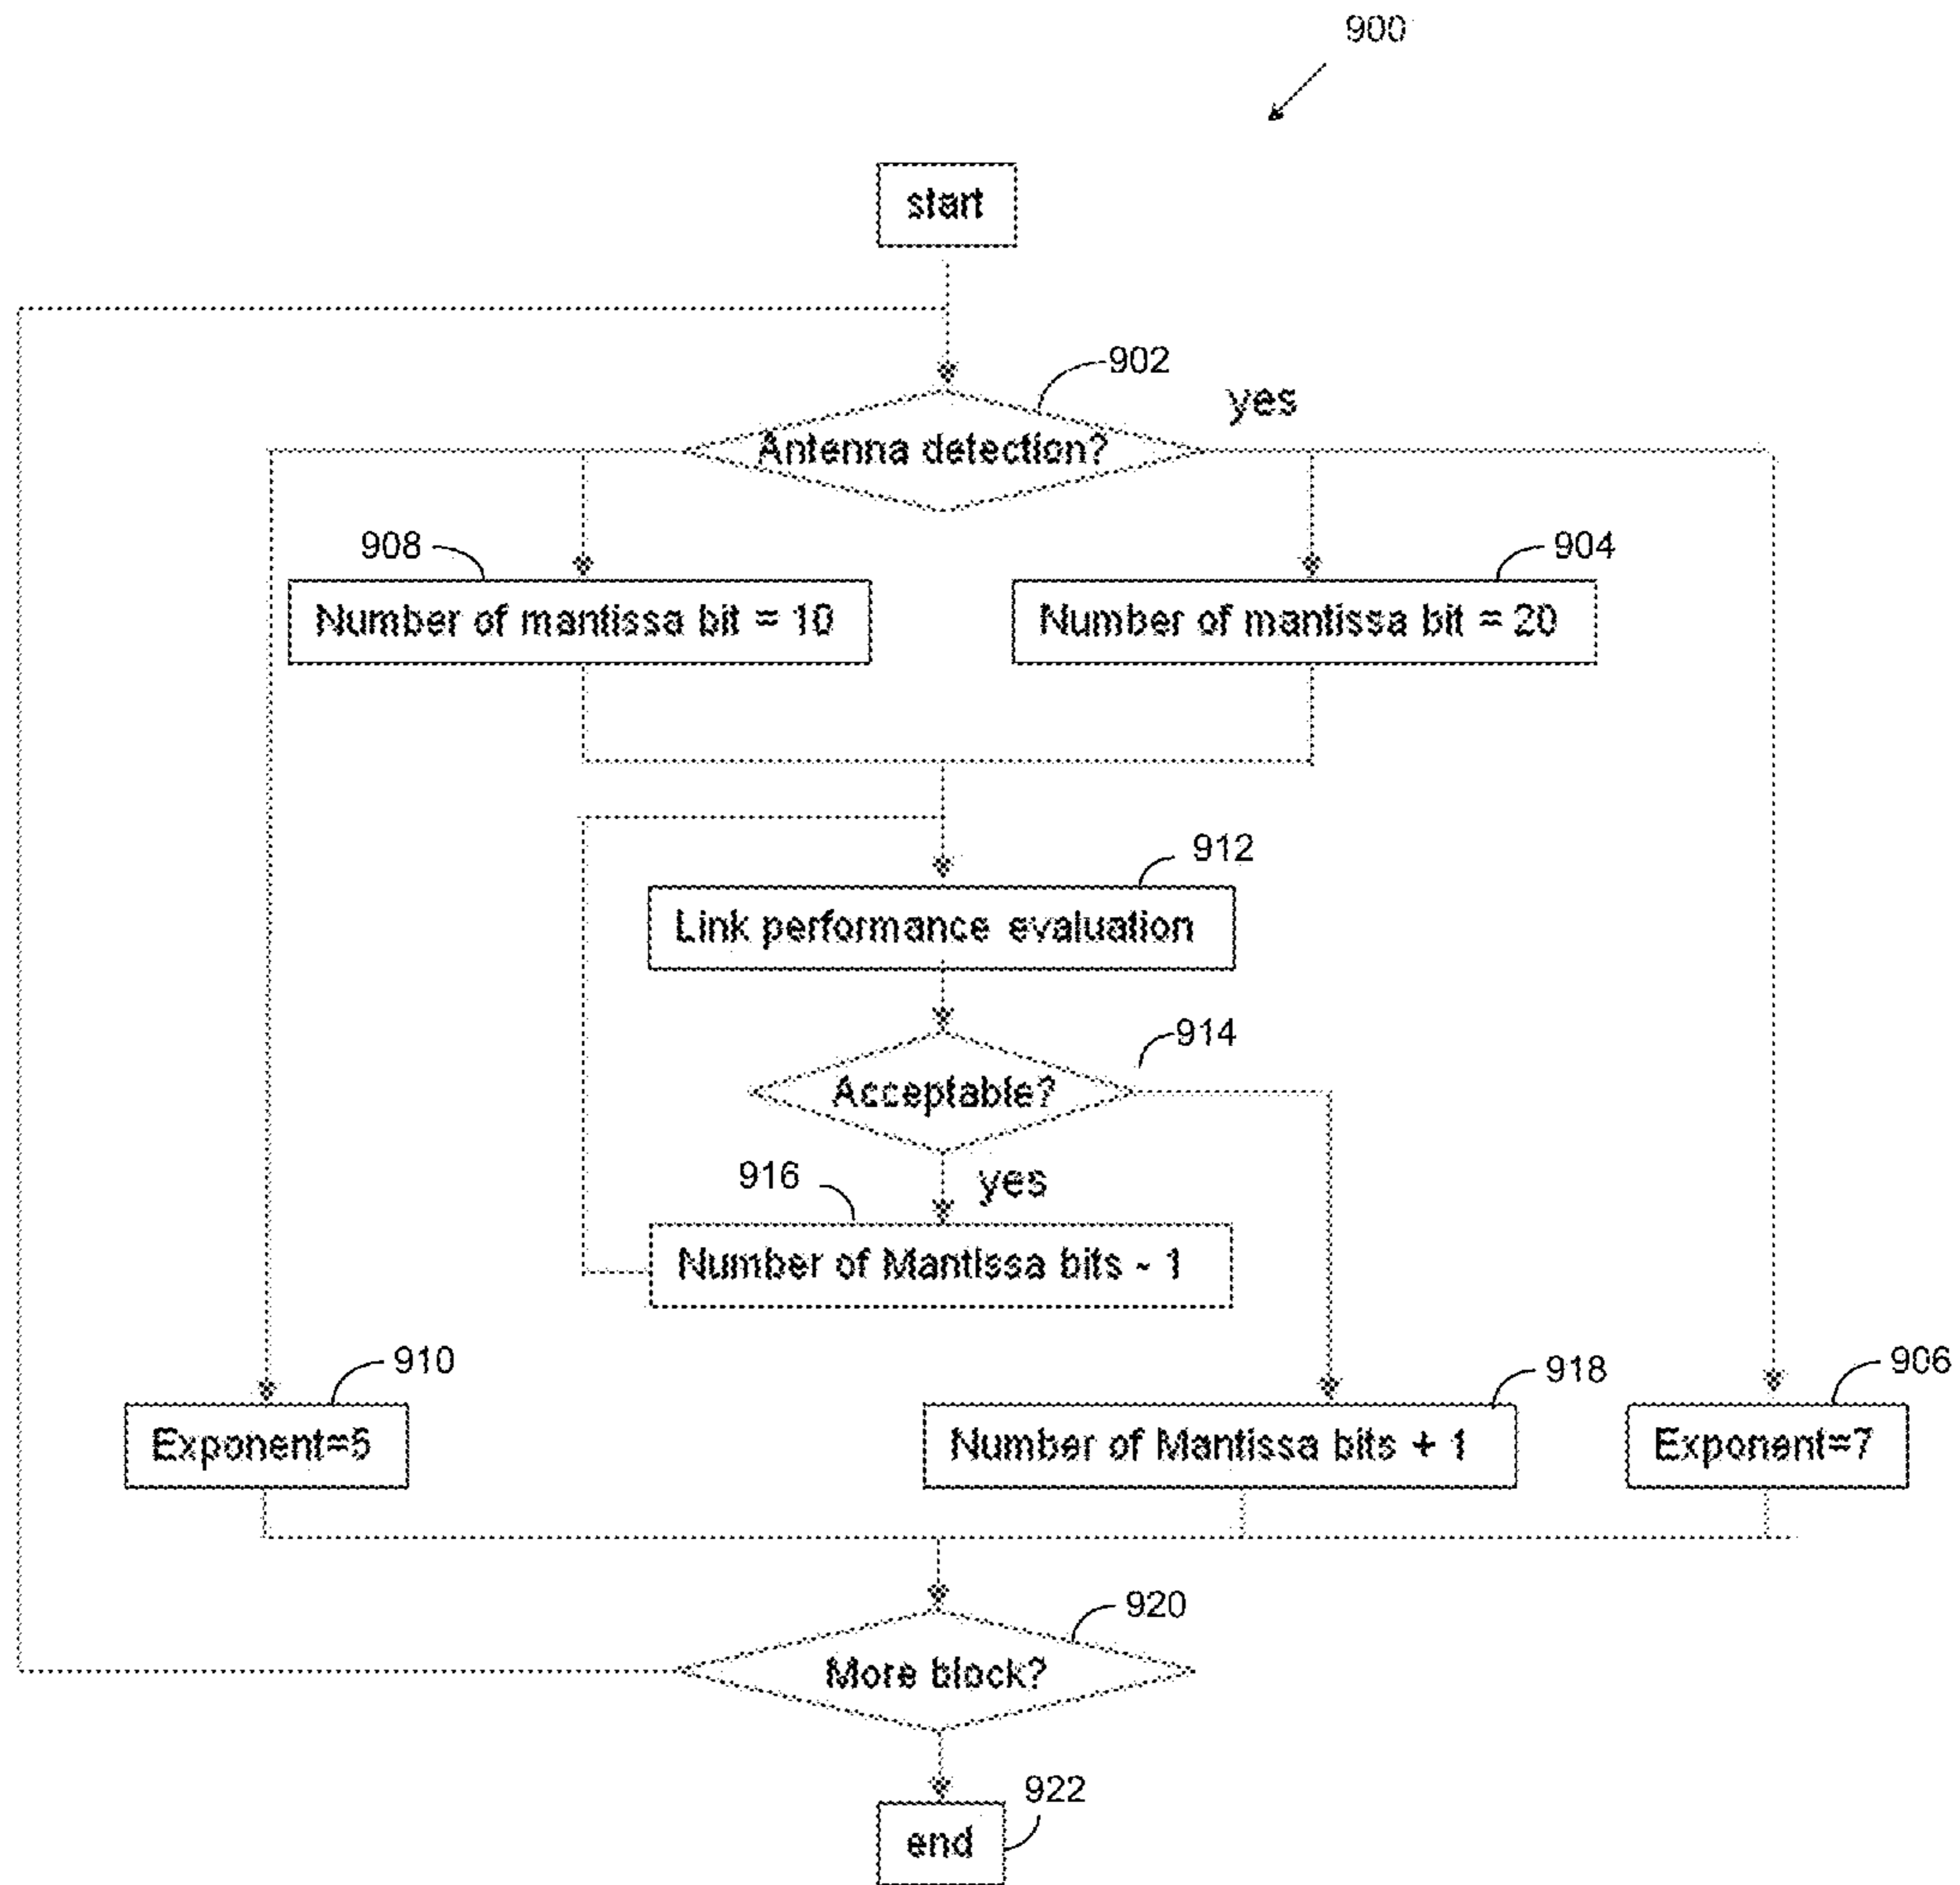 900
start
902
yes
Antenna detection?
908
904
Number of mantissa bit = 10
Number of mantissa bit = 20
912
Link performance evaluation
914
Acceptable?
916
yes
Number of Mantissa bits - 1
910
918
906
Exponent=5
Number of Mantissa bits + 1
Exponent=7
920
More block?
922
end